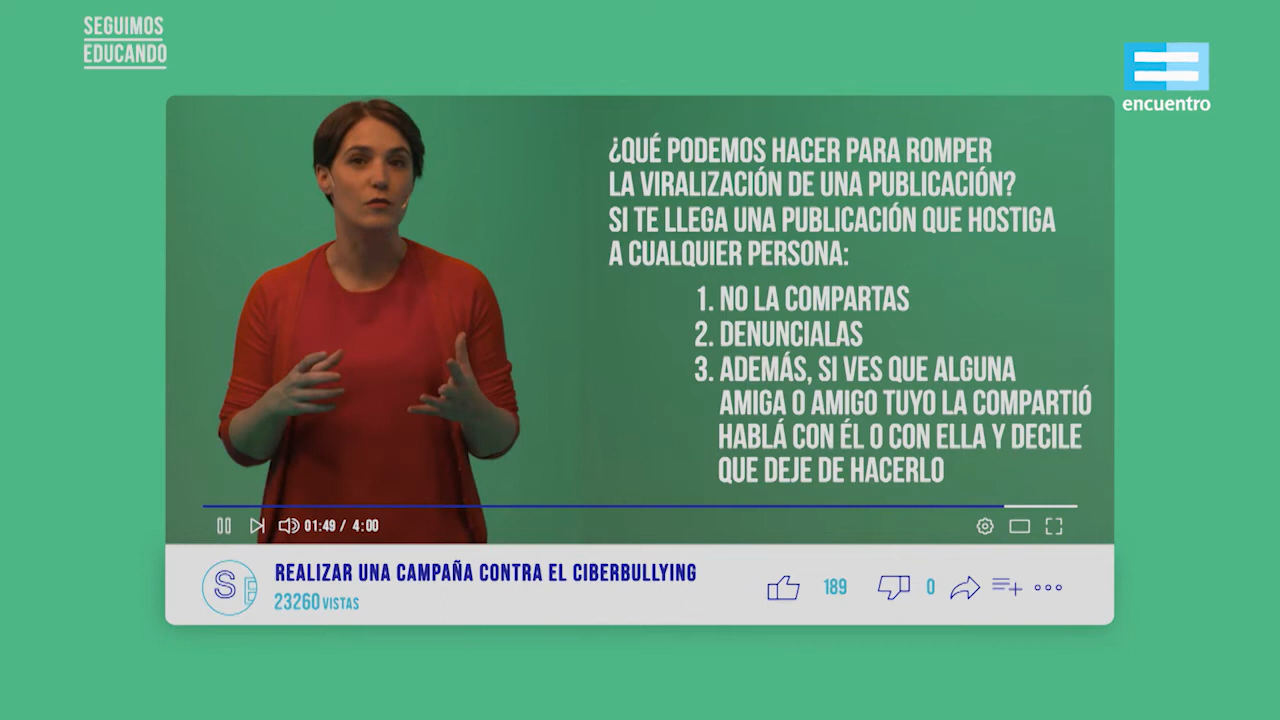 SEGUIMOS
EDUCANDO
encuentro
¿QUÉ PODEMOS HACER PARA ROMPER
LA VIRALIZACIÓN DE UNA PUBLICACIÓN?
SI TE LLEGA UNA PUBLICACIÓN QUE HOSTIGA
A CUALQUIER PERSONA:
1. NO LA COMPARTAS
2. DENUNCIALAS
3. ADEMÁS, SI VES QUE ALGUNA
AMIGA O AMIGO TUYO LA COMPARTIÓ
HABLÁ CON ÉL O CON ELLA Y DECILE
QUE DEJE DE HACERLO
01:49 / 4:00
SE
REALIZAR UNA CAMPAÑA CONTRA EL CIBERBULLYING
189
0
23260 VISTAS